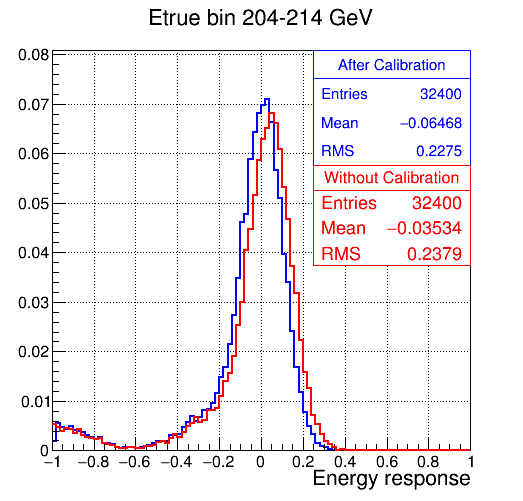 Etrue bin 204-214 GeV
After Calibration
Entries 32400
Mean −0.06468
RMS 0.2275
Without Calibration
Entries 32400
Mean −0.03534
RMS 0.2379
0.08
0.07
0.06
0.05
0.04
0.03
0.02
0.01
0
−1 −0.8 −0.6 −0.4 −0.2 0 0.2 0.4 0.6 0.8 1
Energy response